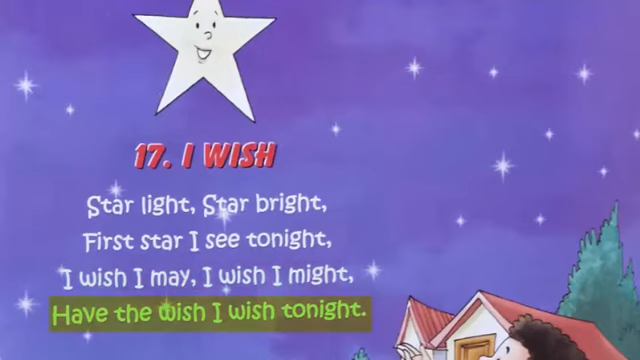 17. I WISH
Star light, Star bright,
First star I see tonight,
I wish I may, I wish I might,
Have the wish I wish tonight.